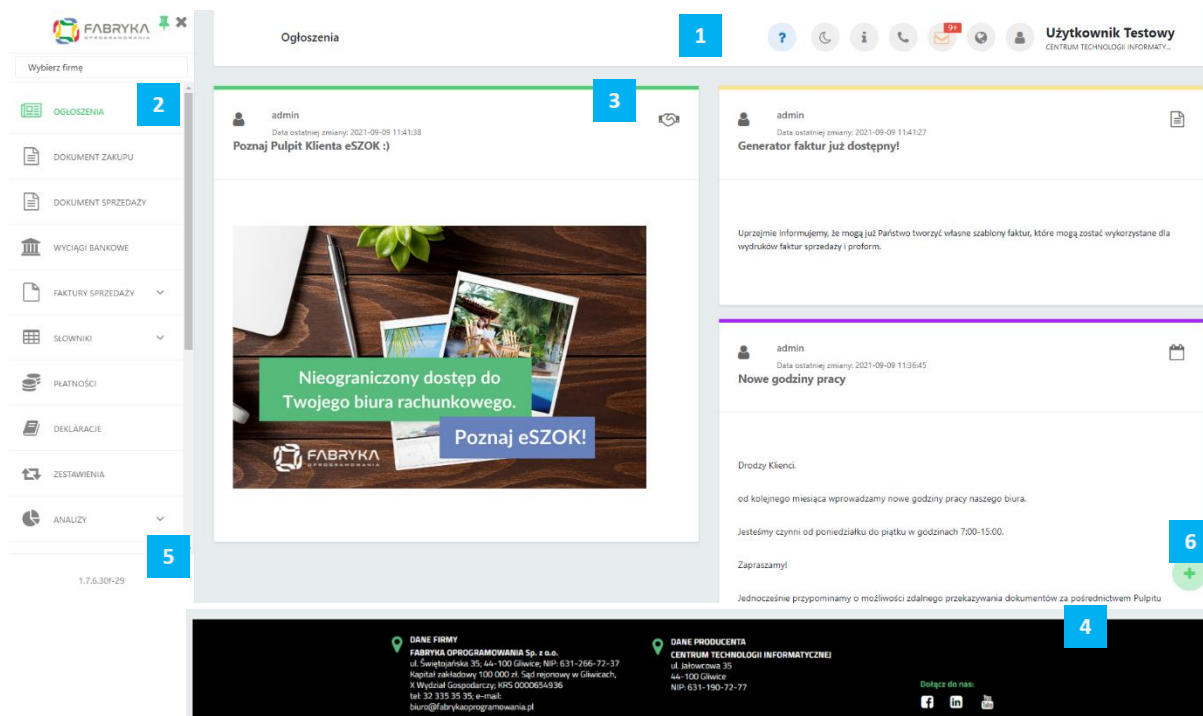 FABRYKA
OPROGRAMOWANIA
Wybierz firmę
Ogłoszenia
1
?
i
9+
Użytkownik Testowy
CENTRUM TECHNOLOGII INFORMATY...
2
OGŁOSZENIA
DOKUMENT ZAKUPU
DOKUMENT SPRZEDAŻY
WYCIĄGI BANKOWE
FAKTURY SPRZEDAŻY
SŁOWNIKI
PŁATNOŚCI
DEKLARACJE
ZESTAWIENIA
ANALIZY
5
1.7.6.30f-29
3
admin
Data ostatniej zmiany: 2021-09-09 11:41:38
Poznaj Pulpit Klienta eSZOK :)
Nieograniczony dostęp do
Twojego biura rachunkowego.
Poznaj eSZOK!
FABRYKA
OPROGRAMOWANIA
admin
Data ostatniej zmiany: 2021-09-09 11:41:27
Generator faktur już dostępny!
Uprzejmie informujemy, że mogą już Państwo tworzyć własne szablony faktur, które mogą zostać wykorzystane dla
wydruków faktur sprzedaży i proform.
admin
Data ostatniej zmiany: 2021-09-09 11:36:45
Nowe godziny pracy
Drodzy Klienci.
od kolejnego miesiąca wprowadzamy nowe godziny pracy naszego biura.
Jesteśmy czynni od poniedziałku do piątku w godzinach 7:00-15:00.
Zapraszamy!
Jednocześnie przypominamy o możliwości zdalnego przekazywania dokumentów za pośrednictwem Pulpitu
6
+
4
DANE FIRMY
FABRYKA OPROGRAMOWANIA Sp. z o.o.
ul. Świętojańska 35; 44-100 Gliwice; NIP: 631-266-72-37
Kapitał zakładowy 100 000 zł. Sąd rejonowy w Gliwicach,
X Wydział Gospodarczy; KRS 0000654936
tel: 32 335 35 35; e-mail:
biuro@fabrykaoprogramowania.pl
DANE PRODUCENTA
CENTRUM TECHNOLOGII INFORMATYCZNEJ
ul. Jałowcowa 35
44-100 Gliwice
NIP: 631-190-72-77
Dołącz do nas:
f in You Tube